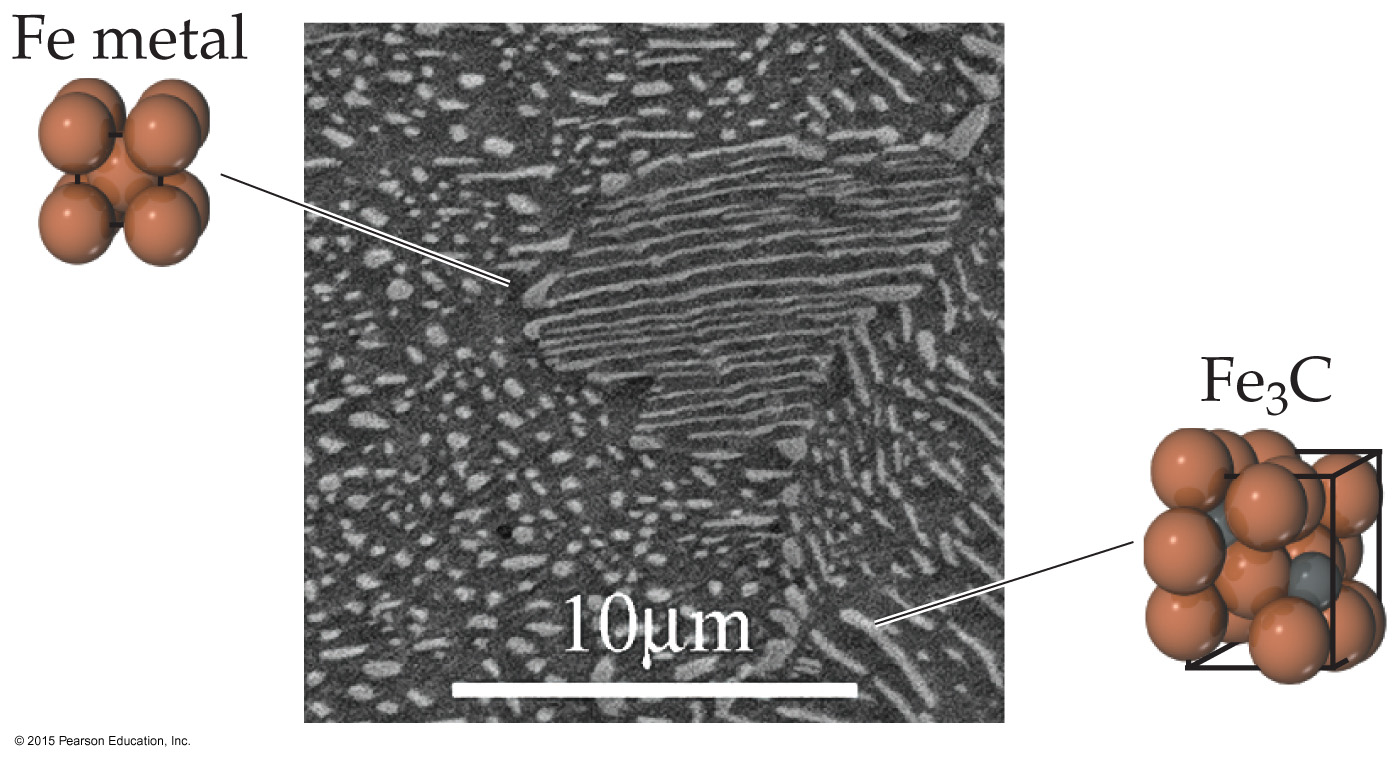 Fe metal
Fe₃C
10μm
© 2015 Pearson Education, Inc.